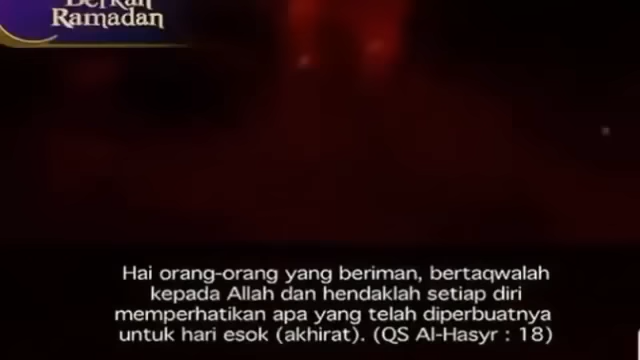 Berkah
Ramadan
Hai orang-orang yang beriman, bertaqwalah
kepada Allah dan hendaklah setiap diri
memperhatikan apa yang telah diperbuatnya
untuk hari esok (akhirat). (QS Al-Hasyr : 18)